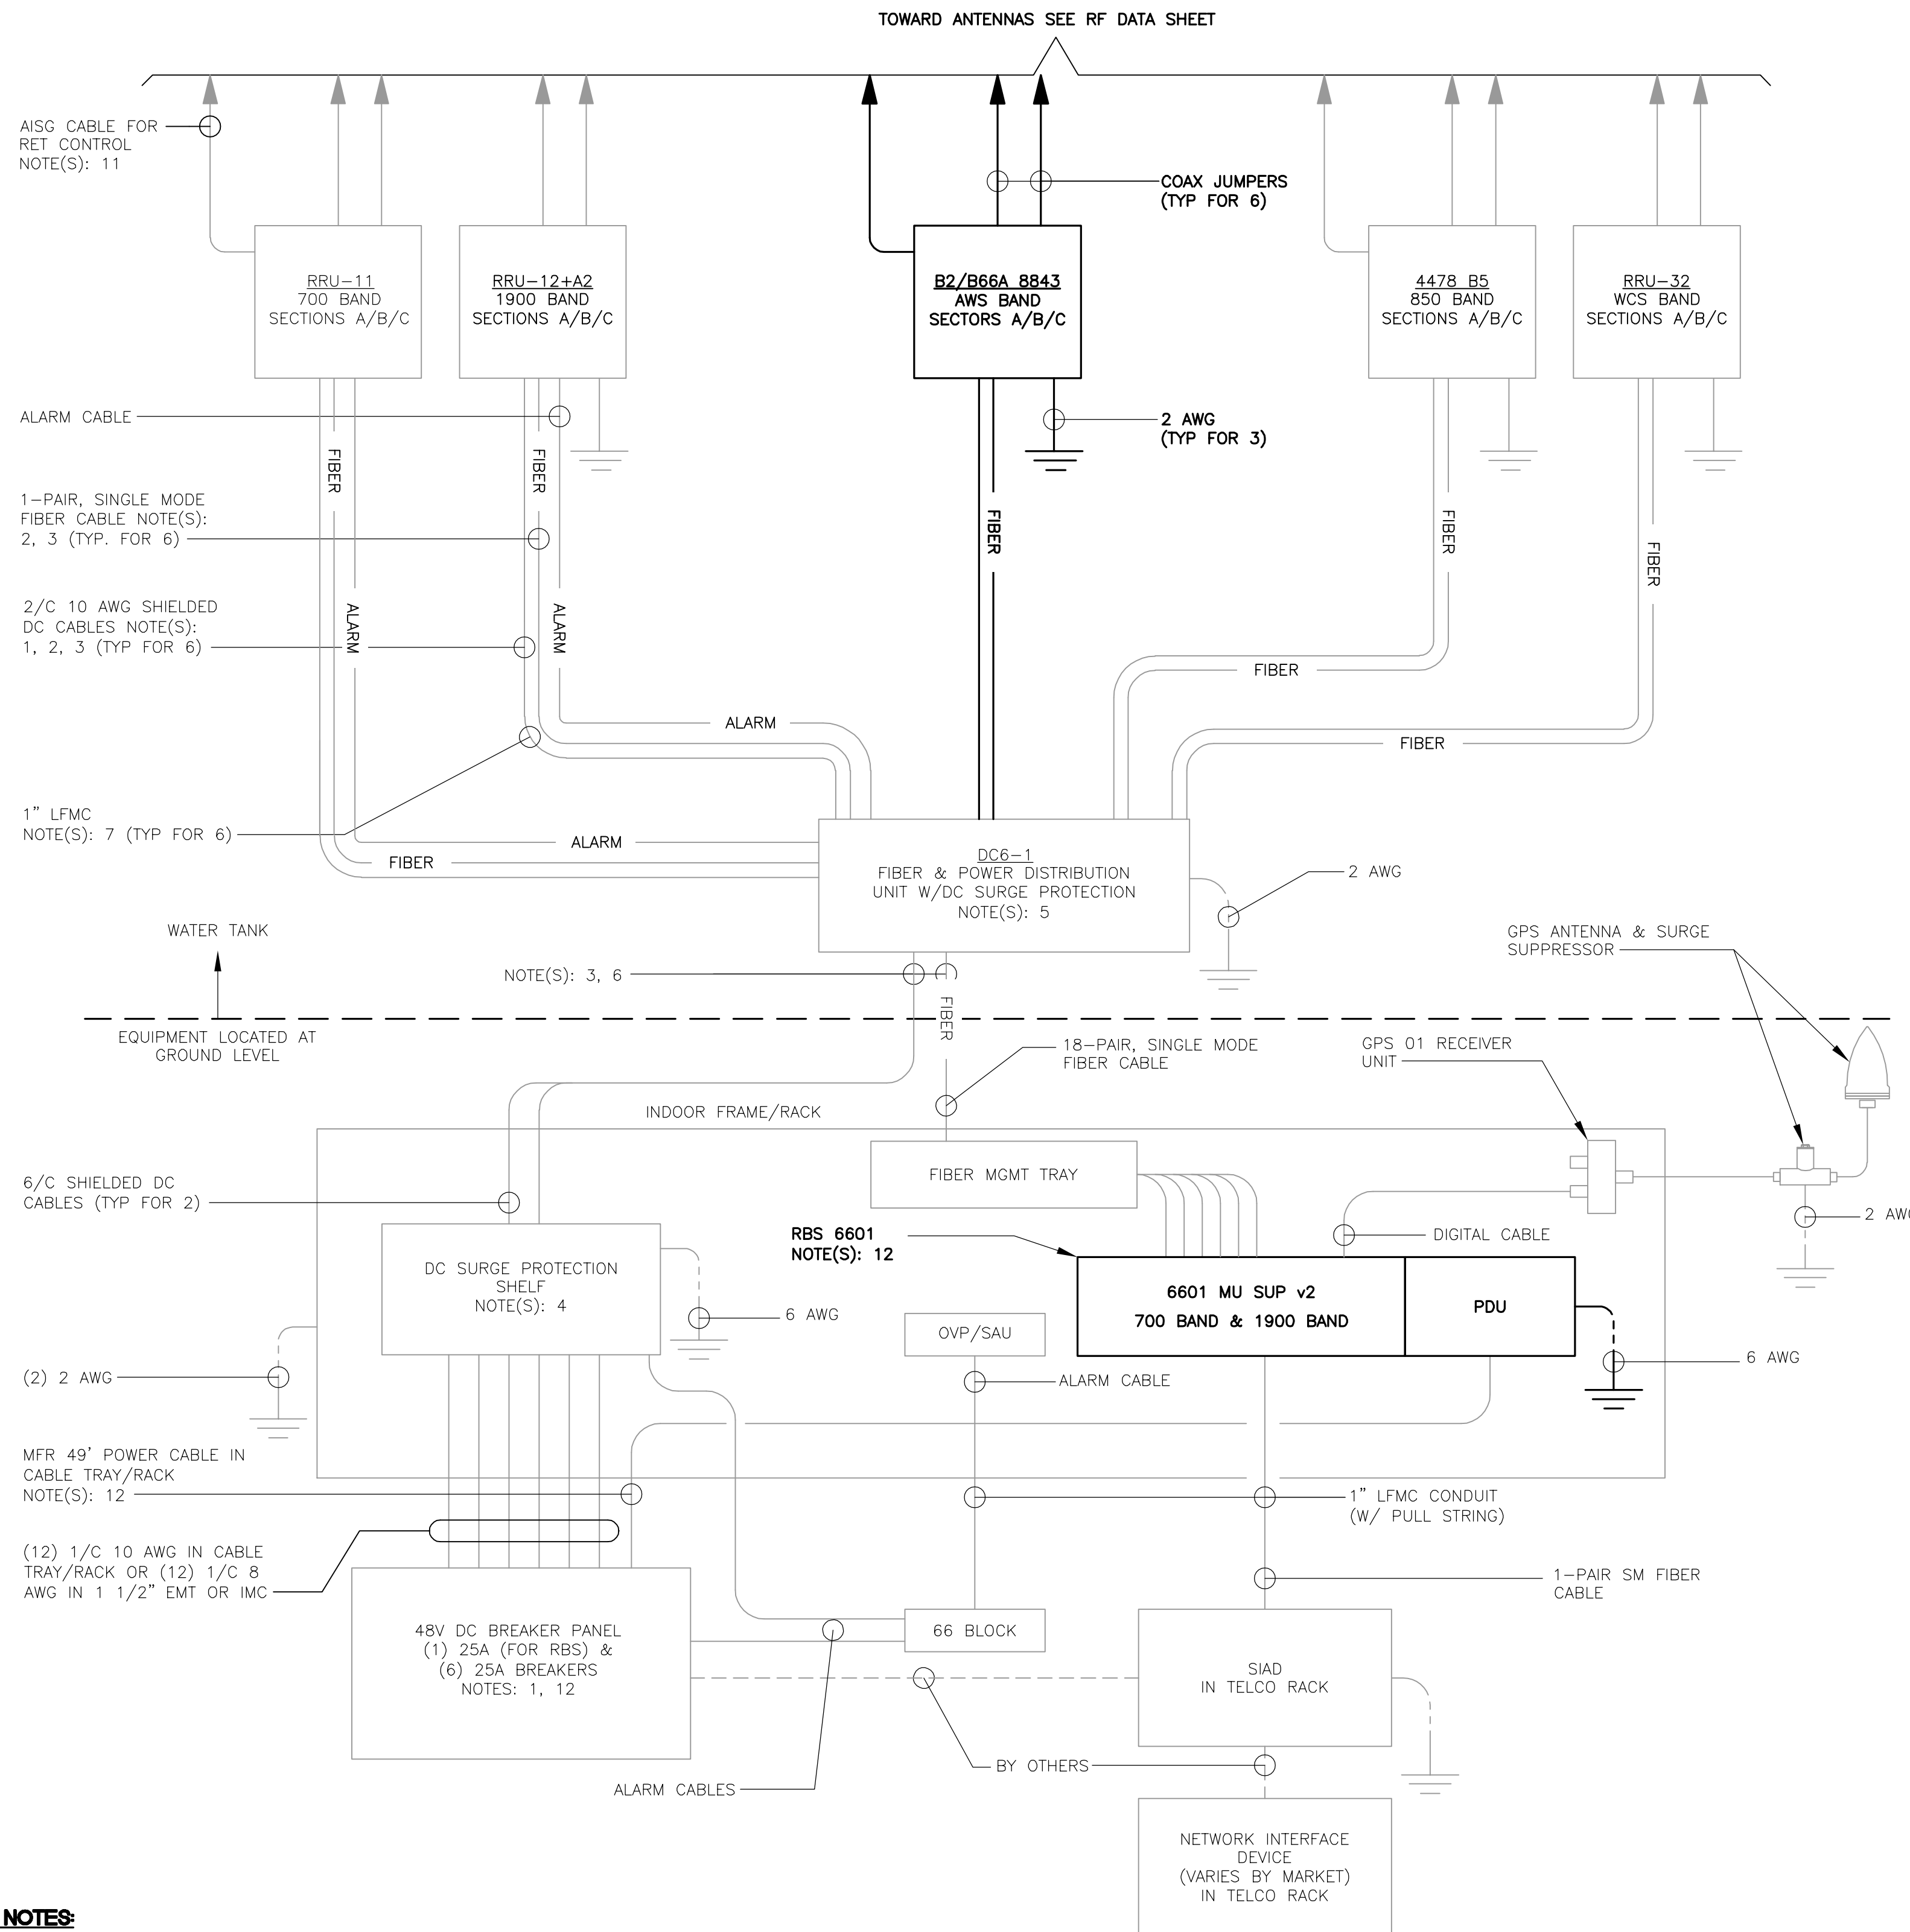 TOWARD ANTENNAS SEE RF DATA SHEET
AISG CABLE FOR
RET CONTROL
NOTE(S): 11
COAX JUMPERS
(TYP FOR 6)
RRU-11
700 BAND
SECTIONS A/B/C
RRU-12+A2
1900 BAND
SECTIONS A/B/C
B2/B66A 8843
AWS BAND
SECTORS A/B/C
4478 B5
850 BAND
SECTIONS A/B/C
RRU-32
WCS BAND
SECTIONS A/B/C
ALARM CABLE
2 AWG
(TYP FOR 3)
FIBER
FIBER
FIBER
FIBER
FIBER
1-PAIR, SINGLE MODE
FIBER CABLE NOTE(S):
2, 3 (TYP. FOR 6)
2/C 10 AWG SHIELDED
DC CABLES NOTE(S):
1, 2, 3 (TYP FOR 6)
ALARM
ALARM
FIBER
ALARM
FIBER
1" LFMC
NOTE(S): 7 (TYP FOR 6)
ALARM
FIBER
DC6-1
FIBER & POWER DISTRIBUTION
UNIT W/DC SURGE PROTECTION
NOTE(S): 5
2 AWG
WATER TANK
NOTE(S): 3, 6
GPS ANTENNA & SURGE
SUPPRESSOR
FIBER
EQUIPMENT LOCATED AT
GROUND LEVEL
18-PAIR, SINGLE MODE
FIBER CABLE
GPS 01 RECEIVER
UNIT
INDOOR FRAME/RACK
FIBER MGMT TRAY
6/C SHIELDED DC
CABLES (TYP FOR 2)
RBS 6601
NOTE(S): 12
DIGITAL CABLE
2 AW
DC SURGE PROTECTION
SHELF
NOTE(S): 4
6601 MU SUP v2
700 BAND & 1900 BAND
PDU
6 AWG
OVP/SAU
6 AWG
(2) 2 AWG
ALARM CABLE
MFR 49' POWER CABLE IN
CABLE TRAY/RACK
NOTE(S): 12
1" LFMC CONDUIT
(W/ PULL STRING)
(12) 1/C 10 AWG IN CABLE
TRAY/RACK OR (12) 1/C 8
AWG IN 1 1/2" EMT OR IMC
1-PAIR SM FIBER
CABLE
48V DC BREAKER PANEL
(1) 25A (FOR RBS) &
(6) 25A BREAKERS
NOTES: 1, 12
66 BLOCK
SIAD
IN TELCO RACK
BY OTHERS
ALARM CABLES
NETWORK INTERFACE
DEVICE
(VARIES BY MARKET)
IN TELCO RACK
NOTES: